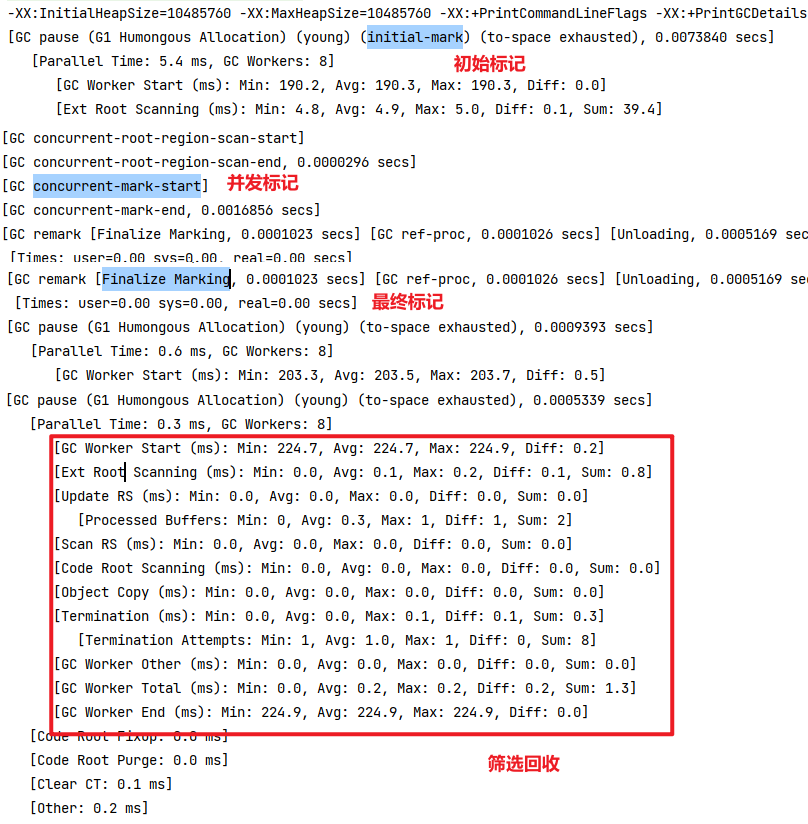 -XX:InitialHeapSize=10485760 -XX:MaxHeapSize=10485760 -XX:+PrintCommandLineFlags -XX:+PrintGCDetails
[GC pause (G1 Humongous Allocation) (young) (initial-mark) (to-space exhausted), 0.0073840 secs]
[Parallel Time: 5.4 ms, GC Workers: 8]
初始标记
[GC Worker Start (ms): Min: 190.2, Avg: 190.3, Max: 190.3, Diff: 0.0]
[Ext Root Scanning (ms): Min: 4.8, Avg: 4.9, Max: 5.0, Diff: 0.1, Sum: 39.4]
[GC concurrent-root-region-scan-start]
[GC concurrent-root-region-scan-end, 0.0000296 secs]
[GC concurrent-mark-start]
并发标记
[GC concurrent-mark-end, 0.0016856 secs]
[GC remark [Finalize Marking, 0.0001023 secs] [GC ref-proc, 0.0001026 secs] [Unloading, 0.0005169 sec
[Times: user=0.00 sys=0.00, real=0.00 secs]
[GC remark [Finalize Marking, 0.0001023 secs] [GC ref-proc, 0.0001026 secs] [Unloading, 0.0005169 sec
[Times: user=0.00 sys=0.00, real=0.00 secs]
最终标记
[GC pause (G1 Humongous Allocation) (young) (to-space exhausted), 0.0009393 secs]
[Parallel Time: 0.6 ms, GC Workers: 8]
[GC Worker Start (ms): Min: 203.3, Avg: 203.5, Max: 203.7, Diff: 0.5]
[GC pause (G1 Humongous Allocation) (young) (to-space exhausted), 0.0005339 secs]
[Parallel Time: 0.3 ms, GC Workers: 8]
[GC Worker Start (ms): Min: 224.7, Avg: 224.7, Max: 224.9, Diff: 0.2]
[Ext Root Scanning (ms): Min: 0.0, Avg: 0.1, Max: 0.2, Diff: 0.1, Sum: 0.8]
[Update RS (ms): Min: 0.0, Avg: 0.0, Max: 0.0, Diff: 0.0, Sum: 0.0]
[Processed Buffers: Min: 0, Avg: 0.3, Max: 1, Diff: 1, Sum: 2]
[Scan RS (ms): Min: 0.0, Avg: 0.0, Max: 0.0, Diff: 0.0, Sum: 0.0]
[Code Root Scanning (ms): Min: 0.0, Avg: 0.0, Max: 0.0, Diff: 0.0, Sum: 0.0]
[Object Copy (ms): Min: 0.0, Avg: 0.0, Max: 0.0, Diff: 0.0, Sum: 0.0]
[Termination (ms): Min: 0.0, Avg: 0.0, Max: 0.1, Diff: 0.1, Sum: 0.3]
[Termination Attempts: Min: 1, Avg: 1.0, Max: 1, Diff: 0, Sum: 8]
[GC Worker Other (ms): Min: 0.0, Avg: 0.0, Max: 0.0, Diff: 0.0, Sum: 0.0]
[GC Worker Total (ms): Min: 0.0, Avg: 0.2, Max: 0.2, Diff: 0.2, Sum: 1.3]
[GC Worker End (ms): Min: 224.9, Avg: 224.9, Max: 224.9, Diff: 0.0]
[Code Root Fixup: 0.0 ms]
[Code Root Purge: 0.0 ms]
筛选回收
[Clear CT: 0.1 ms]
[Other: 0.2 ms]